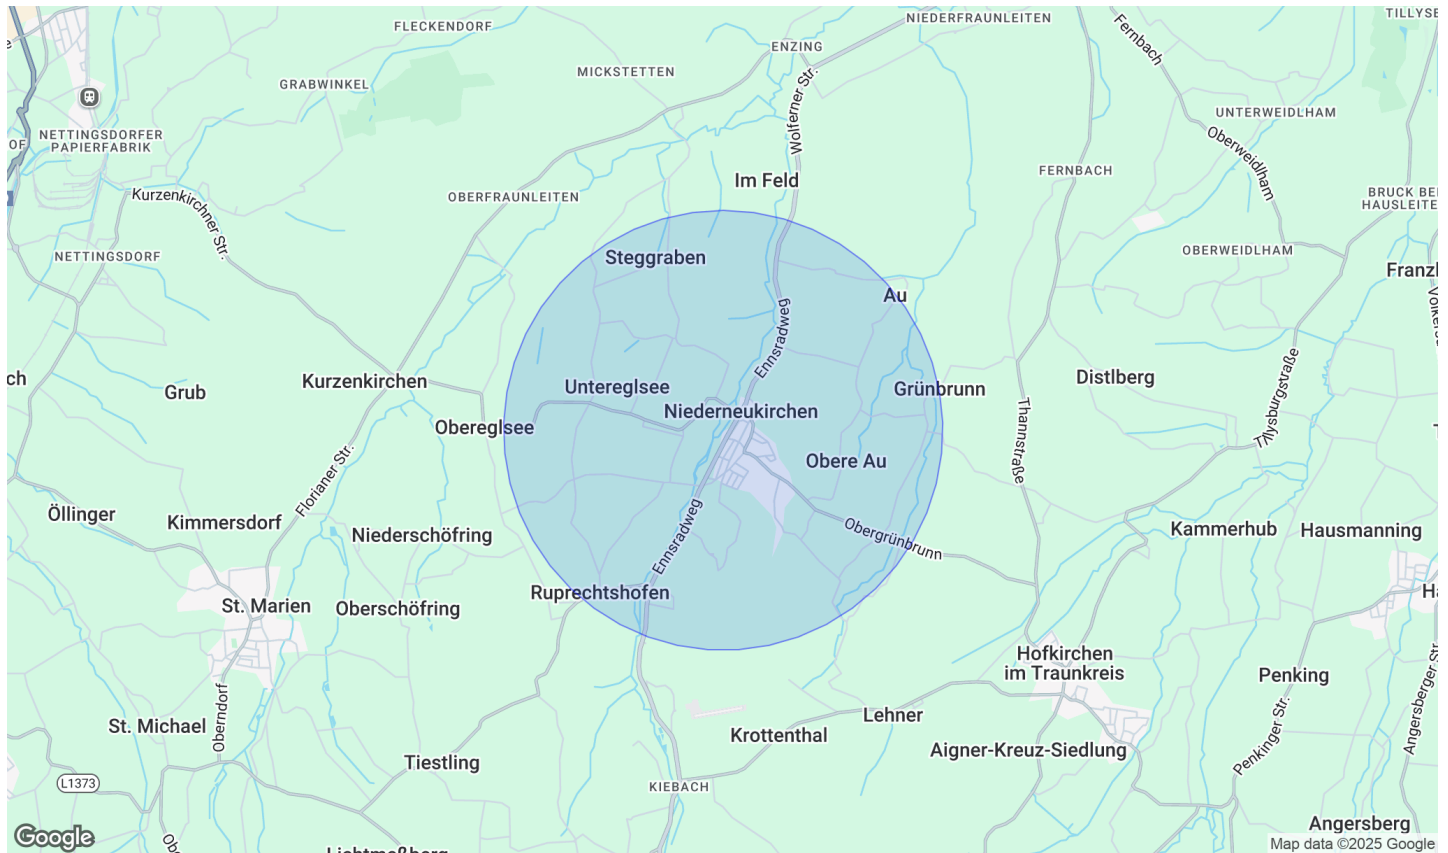 FLECKENDORF
NIEDERFRAUNLEITEN
TILLYSE
Fernbach
ENZING
MICKSTETTEN
GRABWINKEL
Wolferner Str.
UNTERWEIDLHAM
NETTINGSDORFER
PAPIERFABRIK
OF
Oberweidlham
FERNBACH
Im Feld
OBERFRAUNLEITEN
Kurzenkirchner Str.
BRUCK BEI
HAUSLEITE
NETTINGSDORF
Steggraben
OBERWEIDLHAM
Franzl
Au
Ennsradweg
Kurzenkirchen
Untereglsee
Grünbrunn
Distlberg
Grub
Niederneukirchen
Obereglsee
Thannstraße
Tillysburgstraße
Obere Au
Florianer Str.
Öllinger
Kimmersdorf
Niederschöfring
Ennsradweg
Obergrünbrunn
Kammerhub
Hausmanning
Ruprechtshofen
St. Marien
Oberschöfring
Hofkirchen
im Traunkreis
Penking
Oberndorf
St. Michael
Lehner
Krottenthal
Aigner-Kreuz-Siedlung
Penkinger Str.
Angersberger Str.
Tiestling
L1373
KIEBACH
Angersberg
Google
Map data ©2025 Google